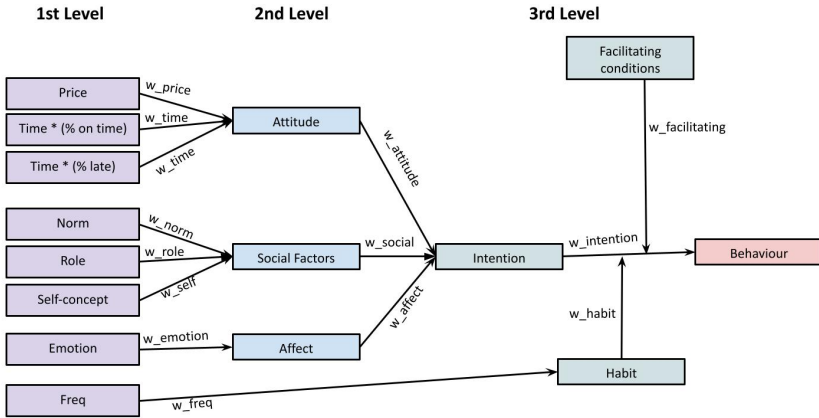 1st Level
2nd Level
3rd Level
Facilitating
conditions
Price
w_price
Time * (% on time)
w_time
Attitude
w_facilitating
Time * (% late)
w_time
w_attitude
Norm
w_norm
Role
w_role
Social Factors
w_social
Intention
w_intention
Behaviour
Self-concept
w_self
w_affect
w_habit
Emotion
w_emotion
Affect
Habit
Freq
w_freq